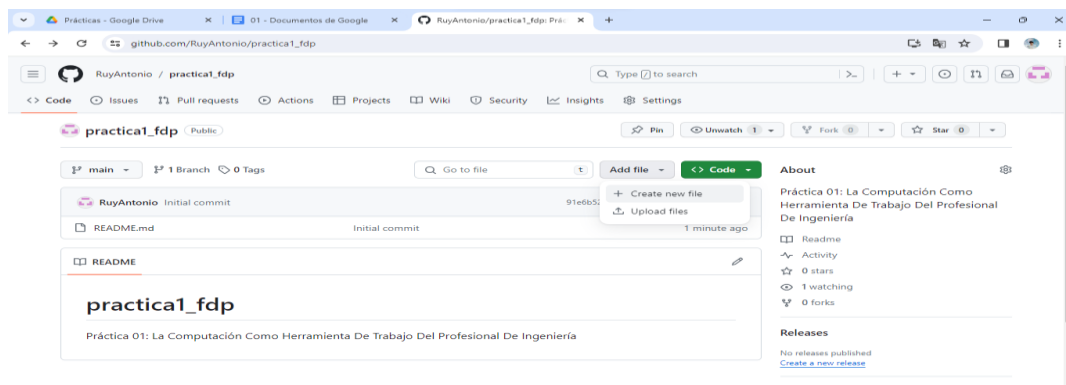 Prácticas - Google Drive
01 - Documentos de Google
RuyAntonio/practica1_fdp: Prác
github.com/RuyAntonio/practica1_fdp
RuyAntonio / practica1_fdp
Type / to search
<> Code Issues Pull requests Actions Projects Wiki Security Insights Settings
practica1_fdp Public
Pin Unwatch 1 Fork 0 Star 0
main 1 Branch 0 Tags
Go to file t
Add file
<> Code
+ Create new file
Upload files
RuyAntonio Initial commit
91e6b52
README.md Initial commit 1 minute ago
README
practica1_fdp
Práctica 01: La Computación Como Herramienta De Trabajo Del Profesional De Ingeniería
About
Práctica 01: La Computación Como
Herramienta De Trabajo Del Profesional
De Ingeniería
Readme
Activity
0 stars
1 watching
0 forks
Releases
No releases published
Create a new release